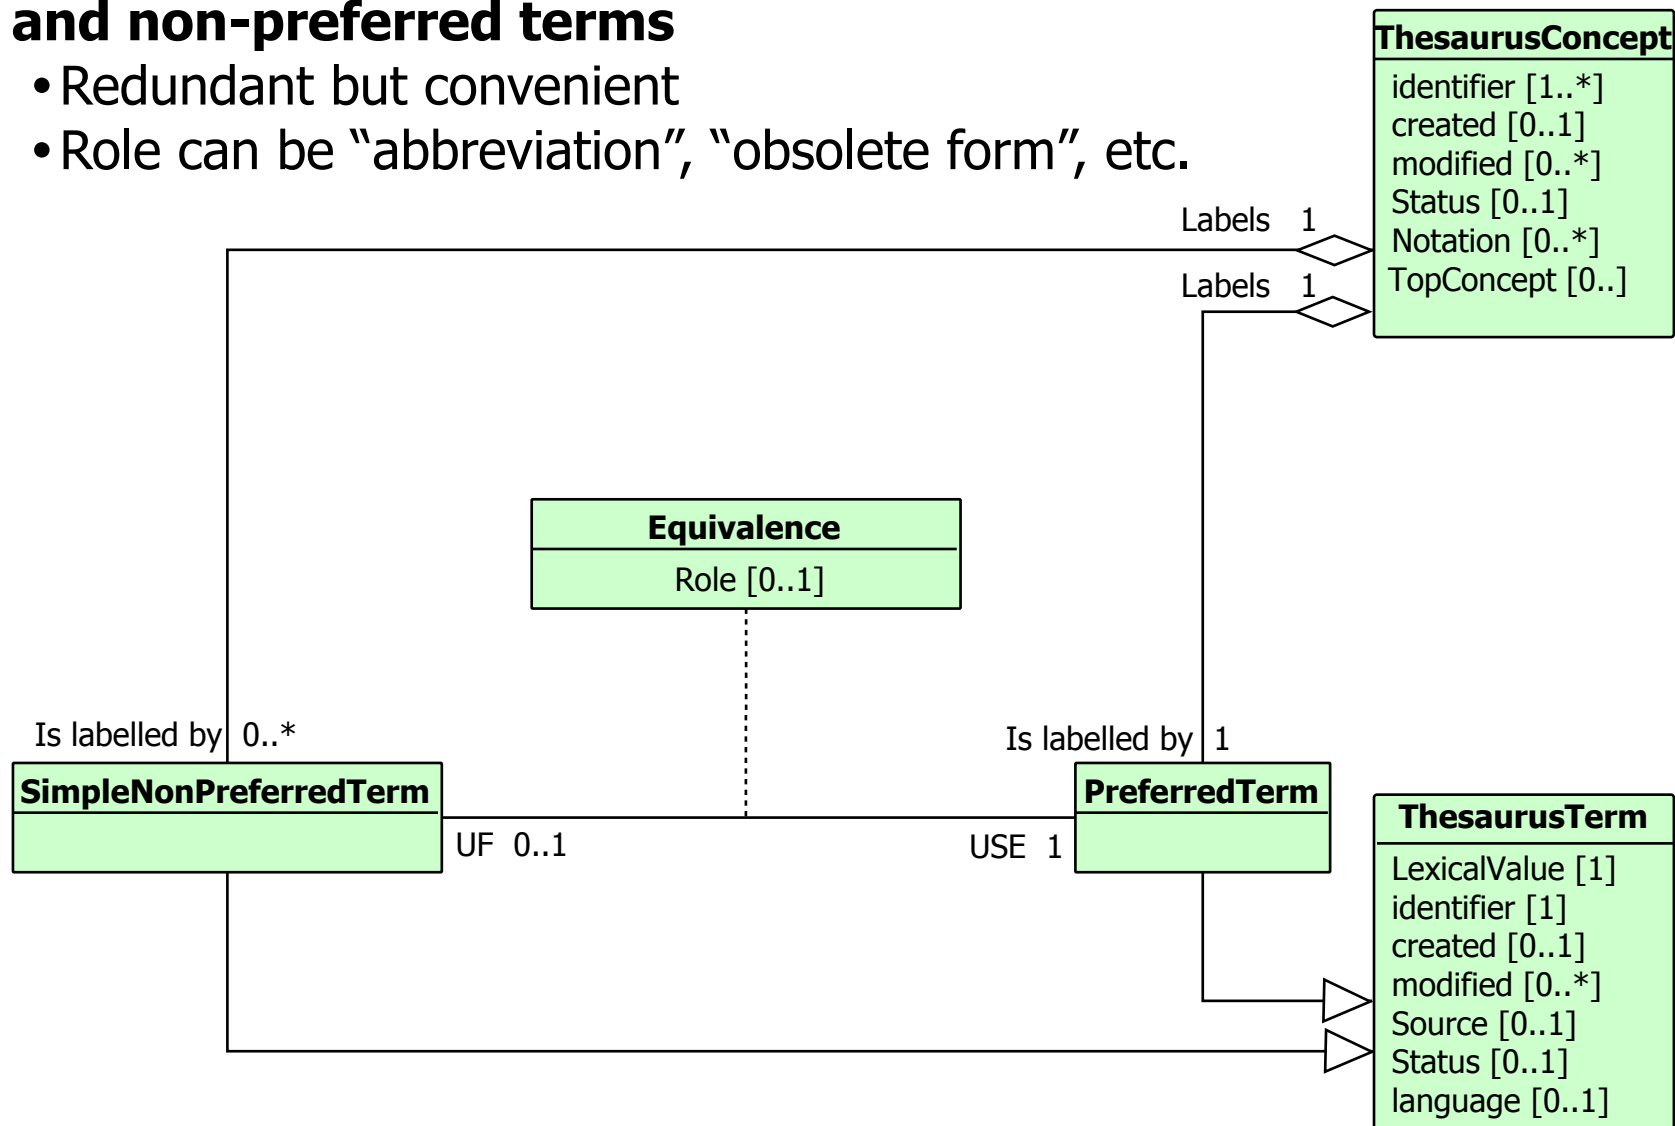 and non-preferred terms
• Redundant but convenient
• Role can be “abbreviation”, “obsolete form”, etc.
ThesaurusConcept
identifier [1..*]
created [0..1]
modified [0..*]
Status [0..1]
Notation [0..*]
TopConcept [0..]
Labels 1
Labels 1
Equivalence
Role [0..1]
Is labelled by 0..*
Is labelled by 1
SimpleNonPreferredTerm
PreferredTerm
UF 0..1
USE 1
ThesaurusTerm
LexicalValue [1]
identifier [1]
created [0..1]
modified [0..*]
Source [0..1]
Status [0..1]
language [0..1]